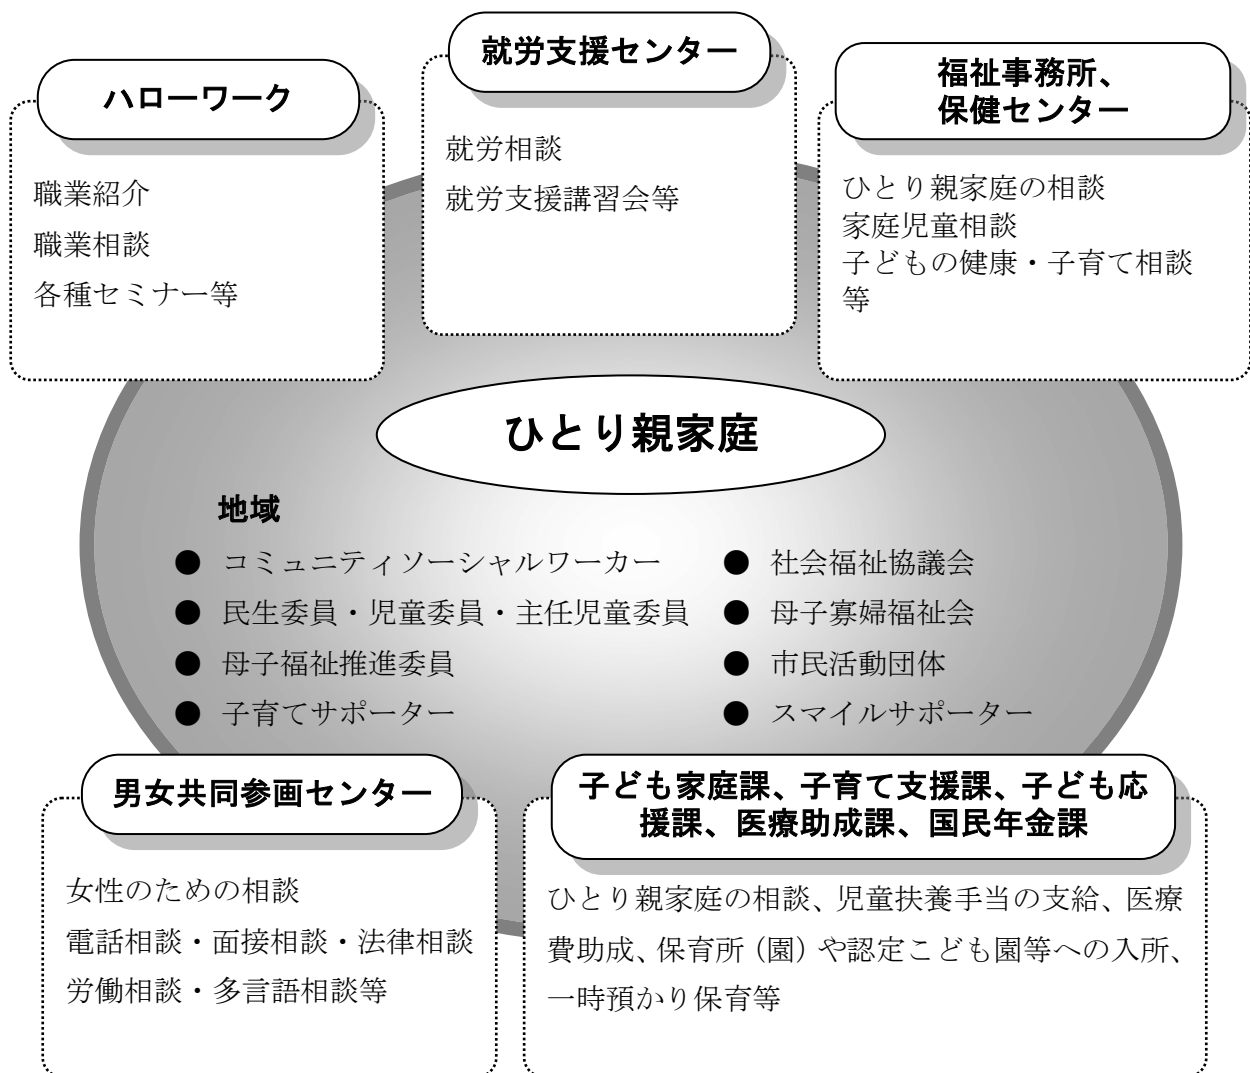 ハローワーク
職業紹介
職業相談
各種セミナー等
就労支援センター
就労相談
就労支援講習会等
福祉事務所、
保健センター
ひとり親家庭の相談
家庭児童相談
子どもの健康・子育て相談
等
ひとり親家庭
地域
● コミュニティソーシャルワーカー
● 民生委員・児童委員・主任児童委員
● 母子福祉推進委員
● 子育てサポーター
● 社会福祉協議会
● 母子寡婦福祉会
● 市民活動団体
● スマイルサポーター
男女共同参画センター
女性のための相談
電話相談・面接相談・法律相談
労働相談・多言語相談等
子ども家庭課、子育て支援課、子ども応
援課、医療助成課、国民年金課
ひとり親家庭の相談、児童扶養手当の支給、医療
費助成、保育所（園）や認定こども園等への入所、
一時預かり保育等